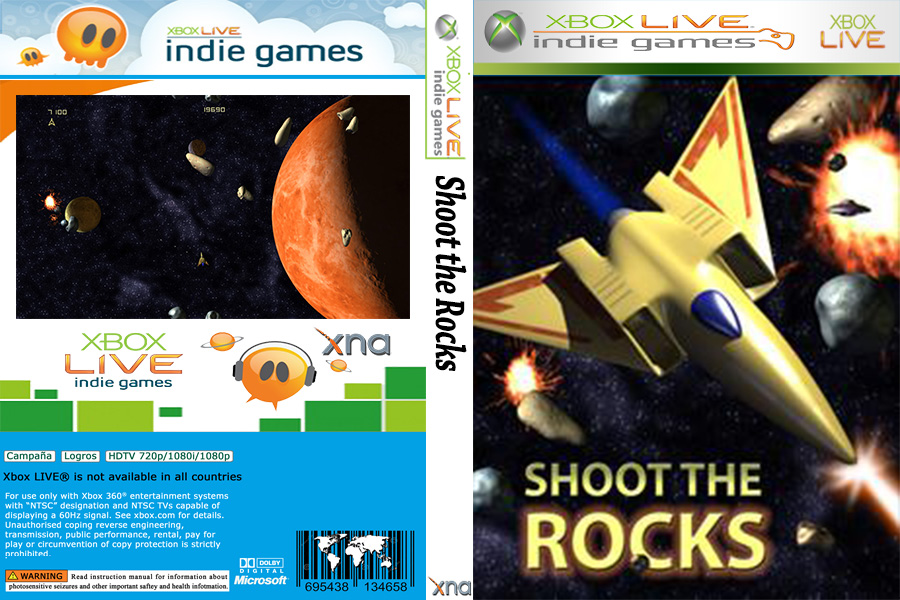 XBOX LIVE
indie games
7 100
19690
XBOX
LIVE
indie games
xna
Campaña
Logros
HDTV 720p/1080i/1080p
Xbox LIVE® is not available in all countries
For use only with Xbox 360® entertainment systems
with “NTSC” designation and NTSC TVs capable of
displaying a 60Hz signal. See xbox.com for details.
Unauthorised coping reverse engineering,
transmission, public performance, rental, pay for
play or circumvention of copy protection is strictly
prohibited.
WARNING Read instruction manual for information about
photosensitive seizures and other important saftey and health infotmation.
DOLBY
DIGITAL
Microsoft
695438 134658
XBOX LIVE
indie games
Shoot the Rocks
xna
XBOX LIVE
indie games
XBOX
LIVE
SHOOT THE
ROCKS